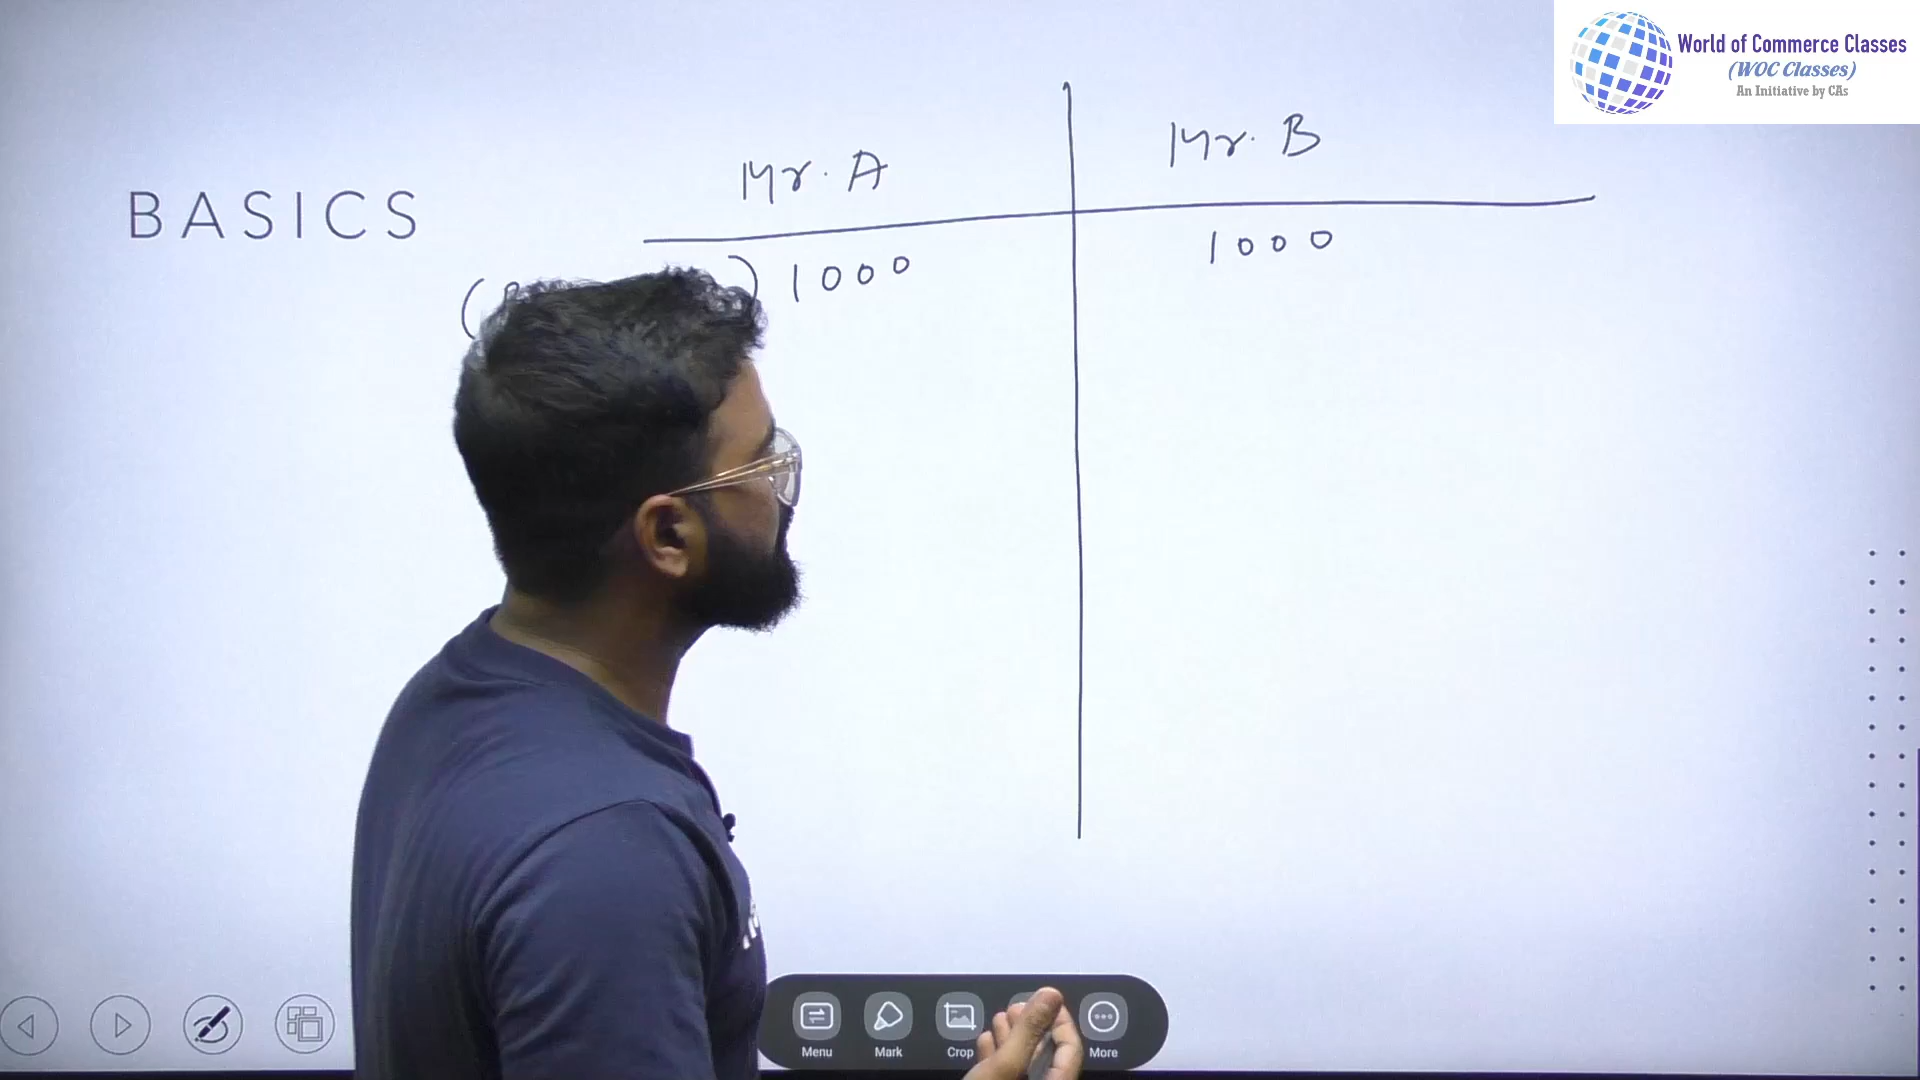 World of Commerce Classes
(WOC Classes)
An Initiative by CAs
BASICS
Mr. A
Mr. B
) 1000
1000
Menu
Mark
Crop
More